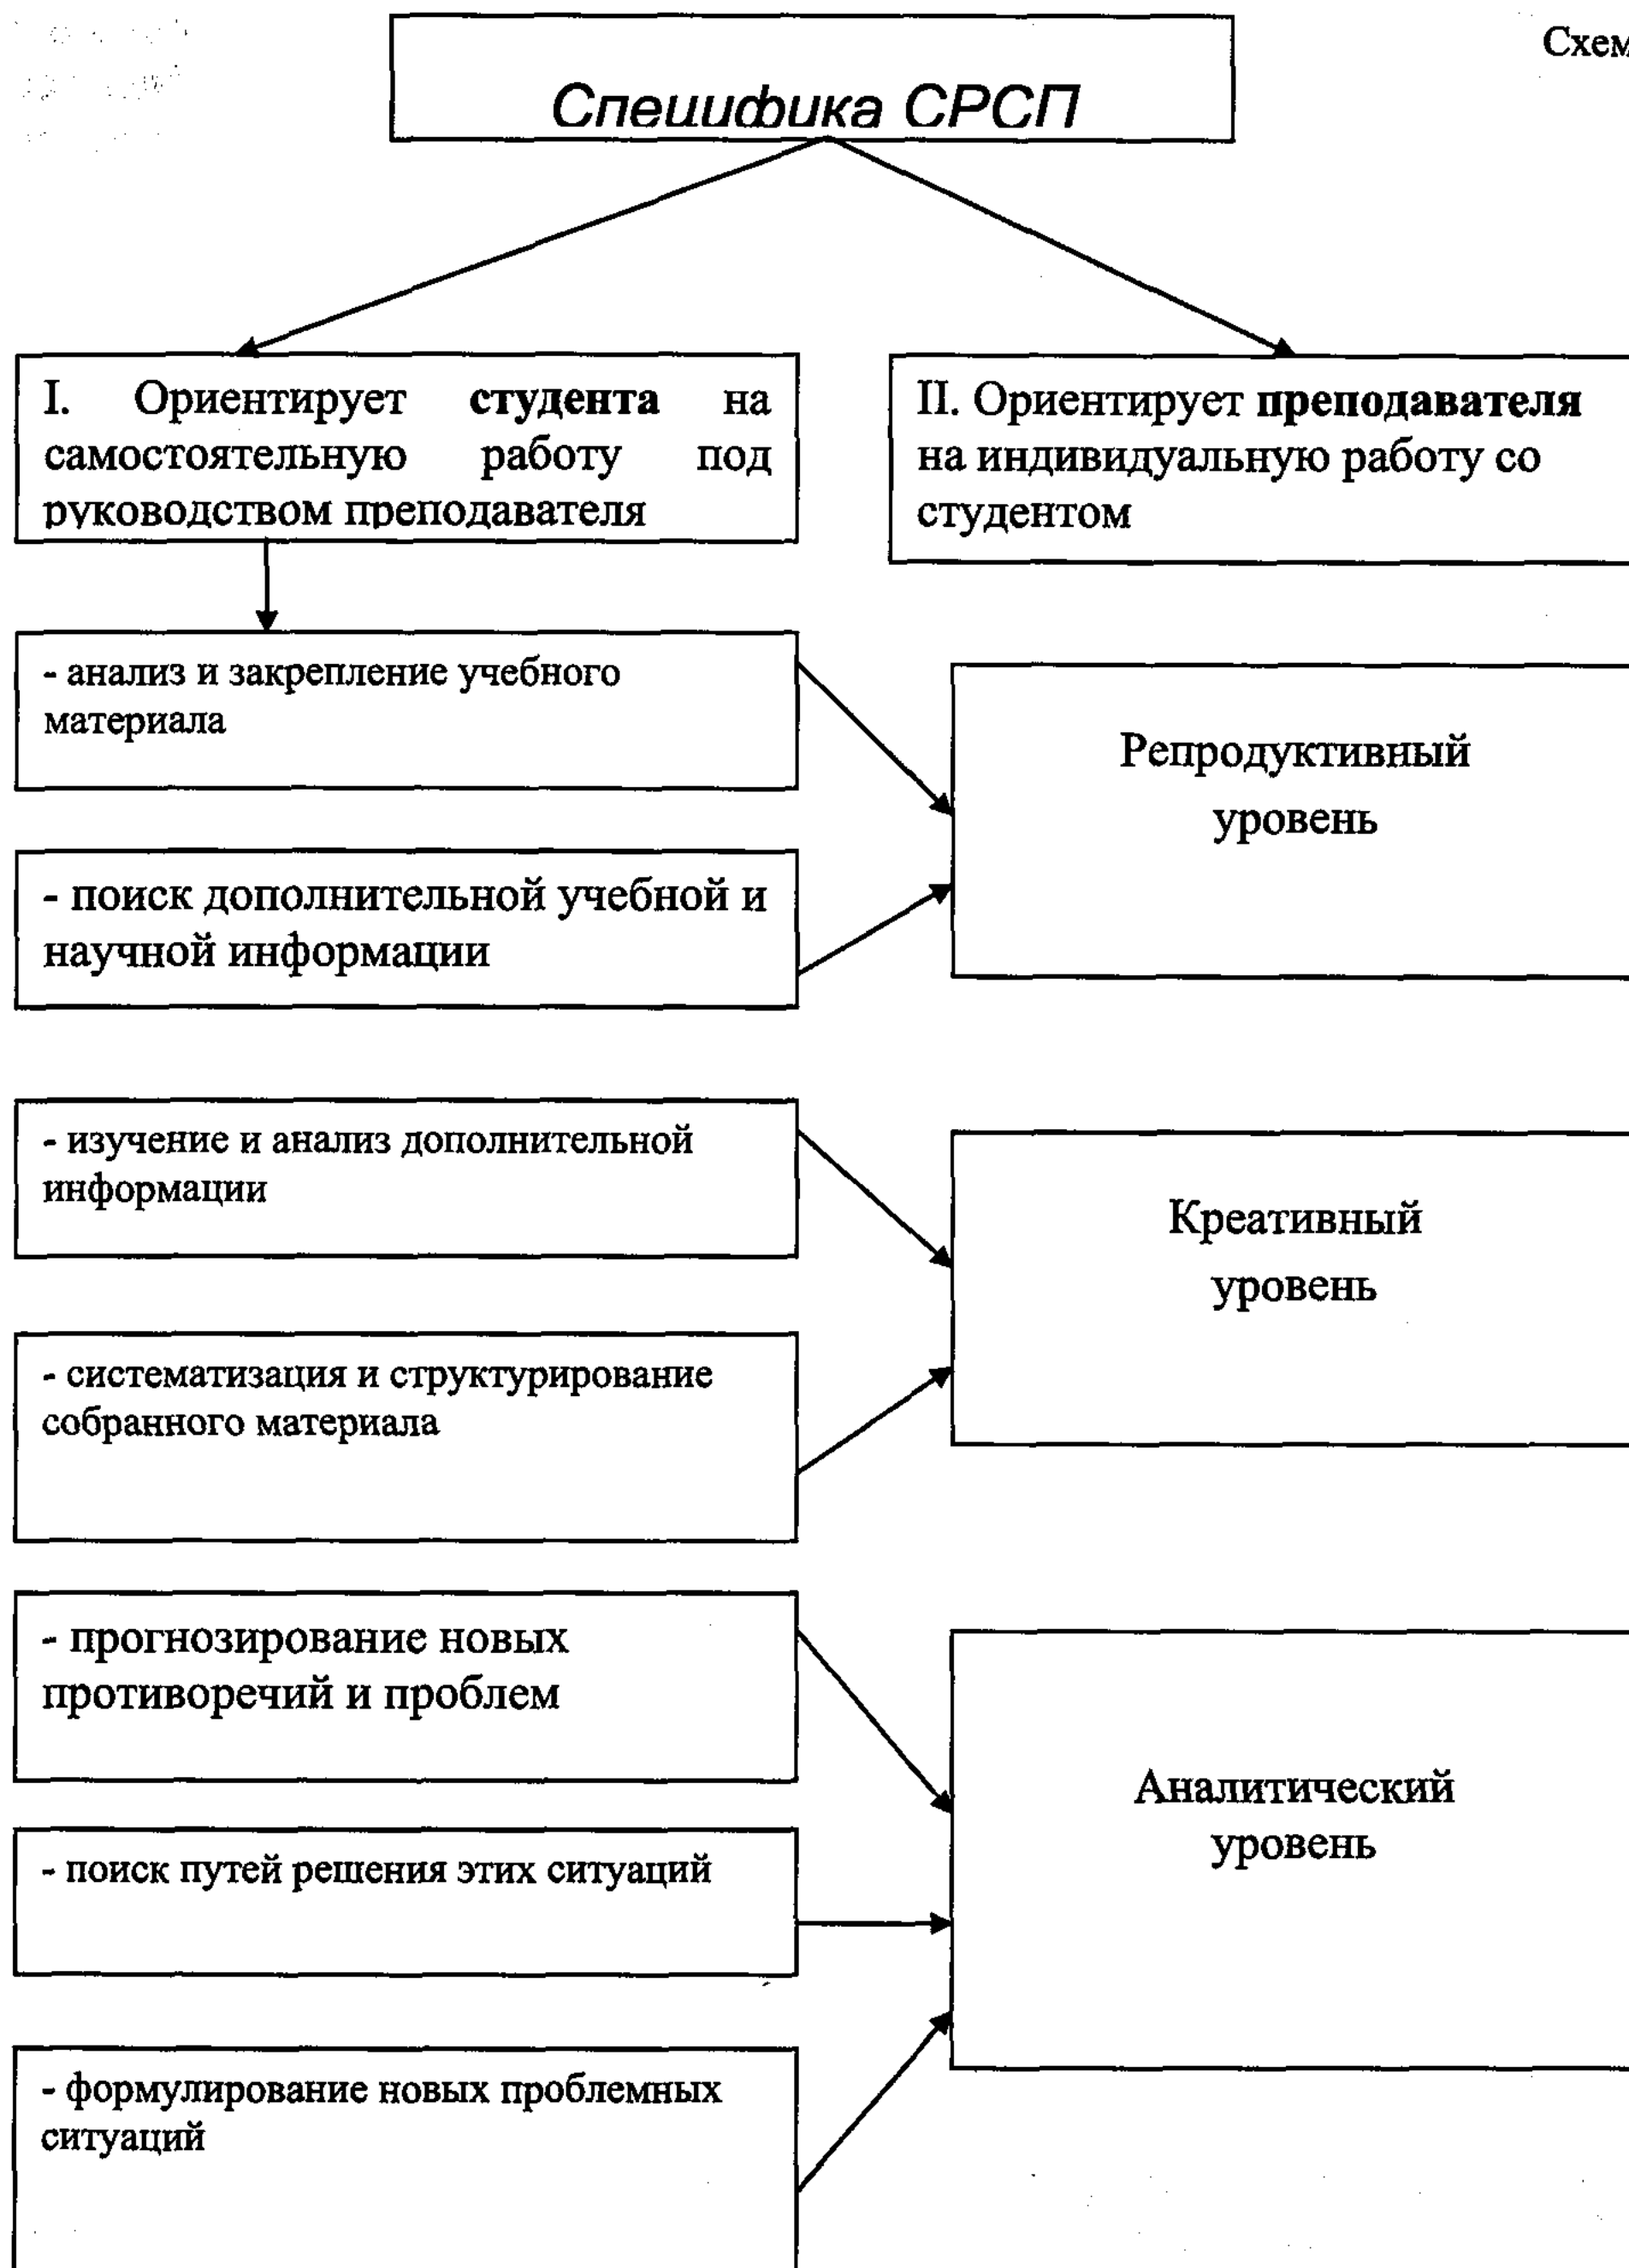 Схем
Специфика СРСП
I. Ориентирует студента на
самостоятельную работу под
руководством преподавателя
II. Ориентирует преподавателя
на индивидуальную работу со
студентом
- анализ и закрепление учебного
материала
Репродуктивный
уровень
- поиск дополнительной учебной и
научной информации
- изучение и анализ дополнительной
информации
Креативный
уровень
- систематизация и структурирование
собранного материала
- прогнозирование новых
противоречий и проблем
Аналитический
уровень
- поиск путей решения этих ситуаций
- формулирование новых проблемных
ситуаций